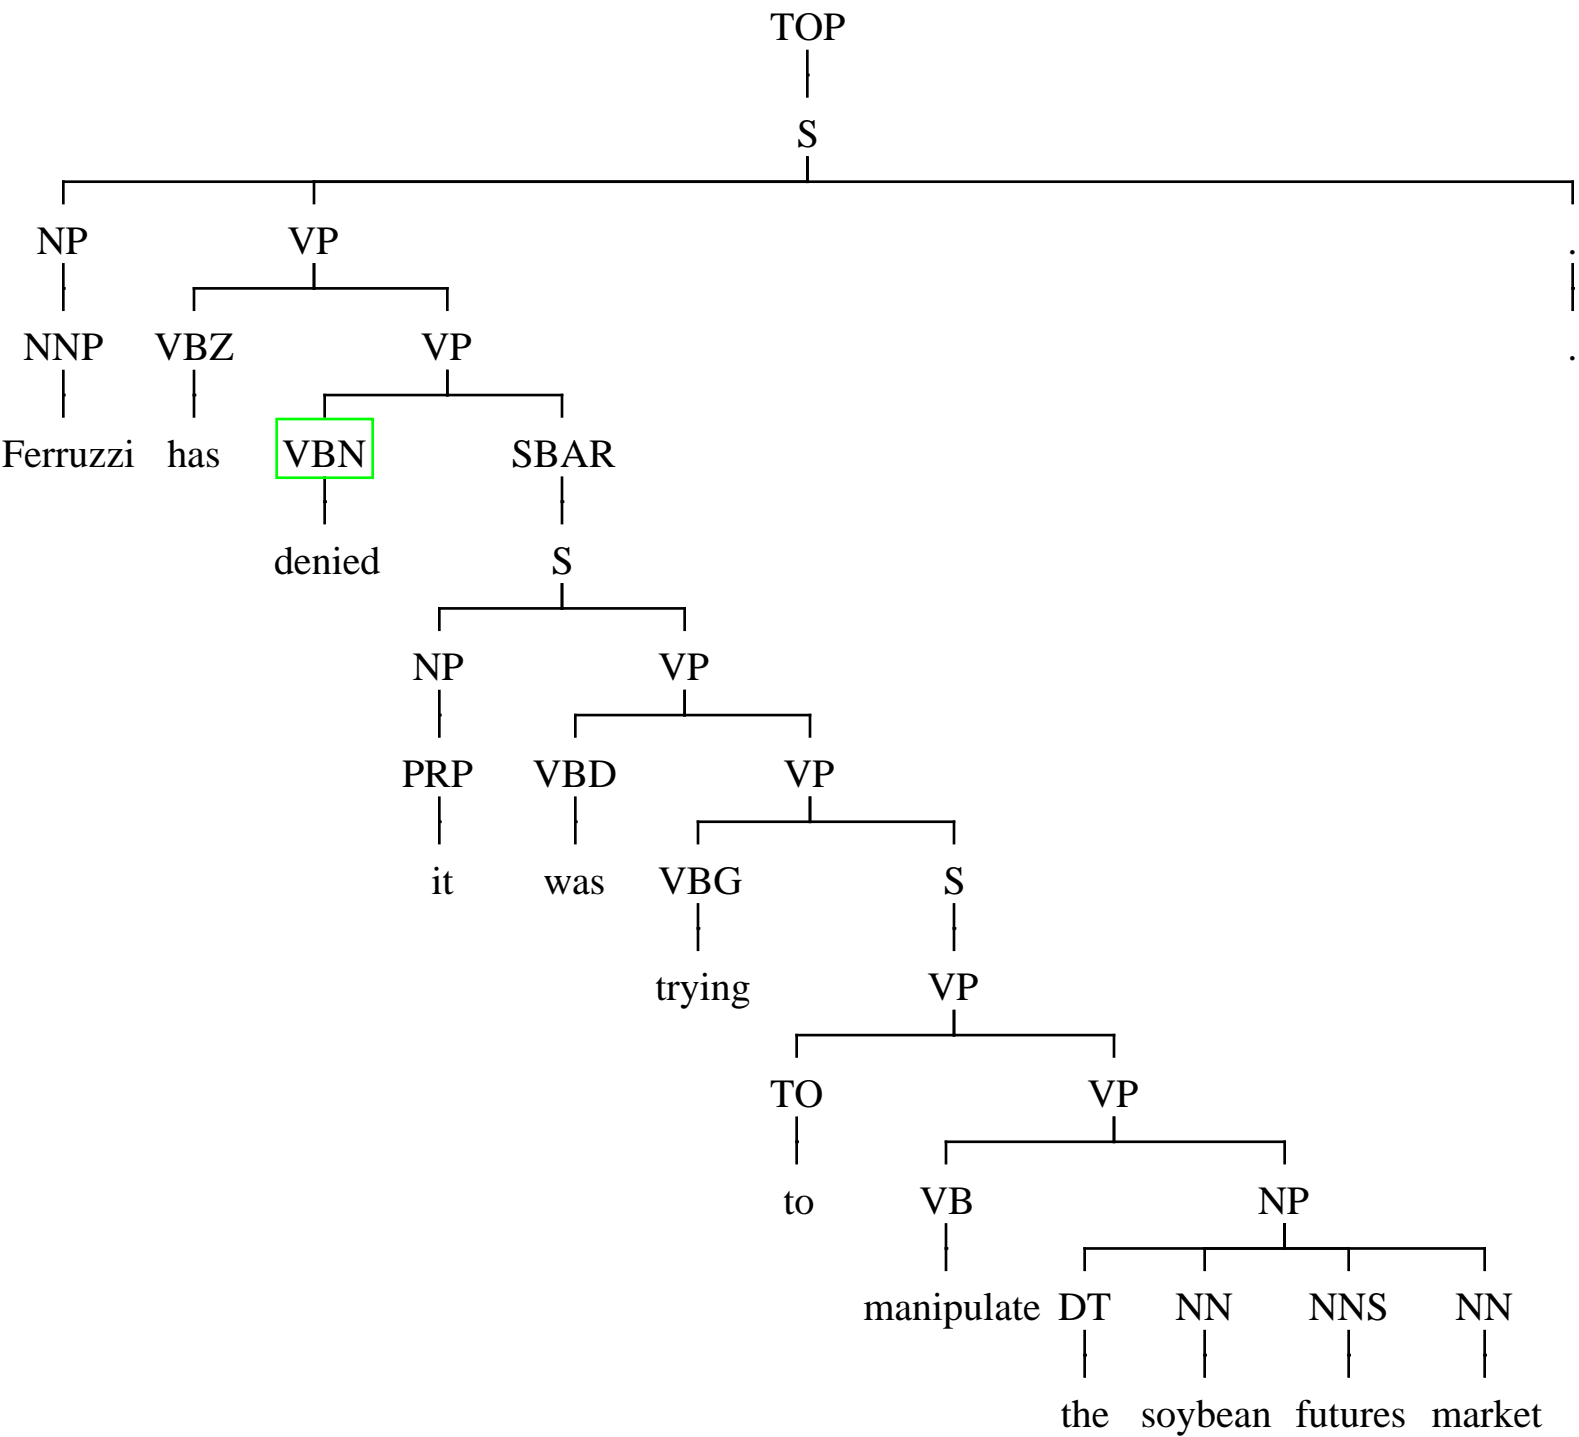 TOP
S
NP VP .
NNP VBZ VP .
Ferruzzi has VBN SBAR
denied S
NP VP
PRP VBD VP
it was VBG S
trying VP
TO VP
to VB NP
manipulate DT NN NNS NN
the soybean futures market